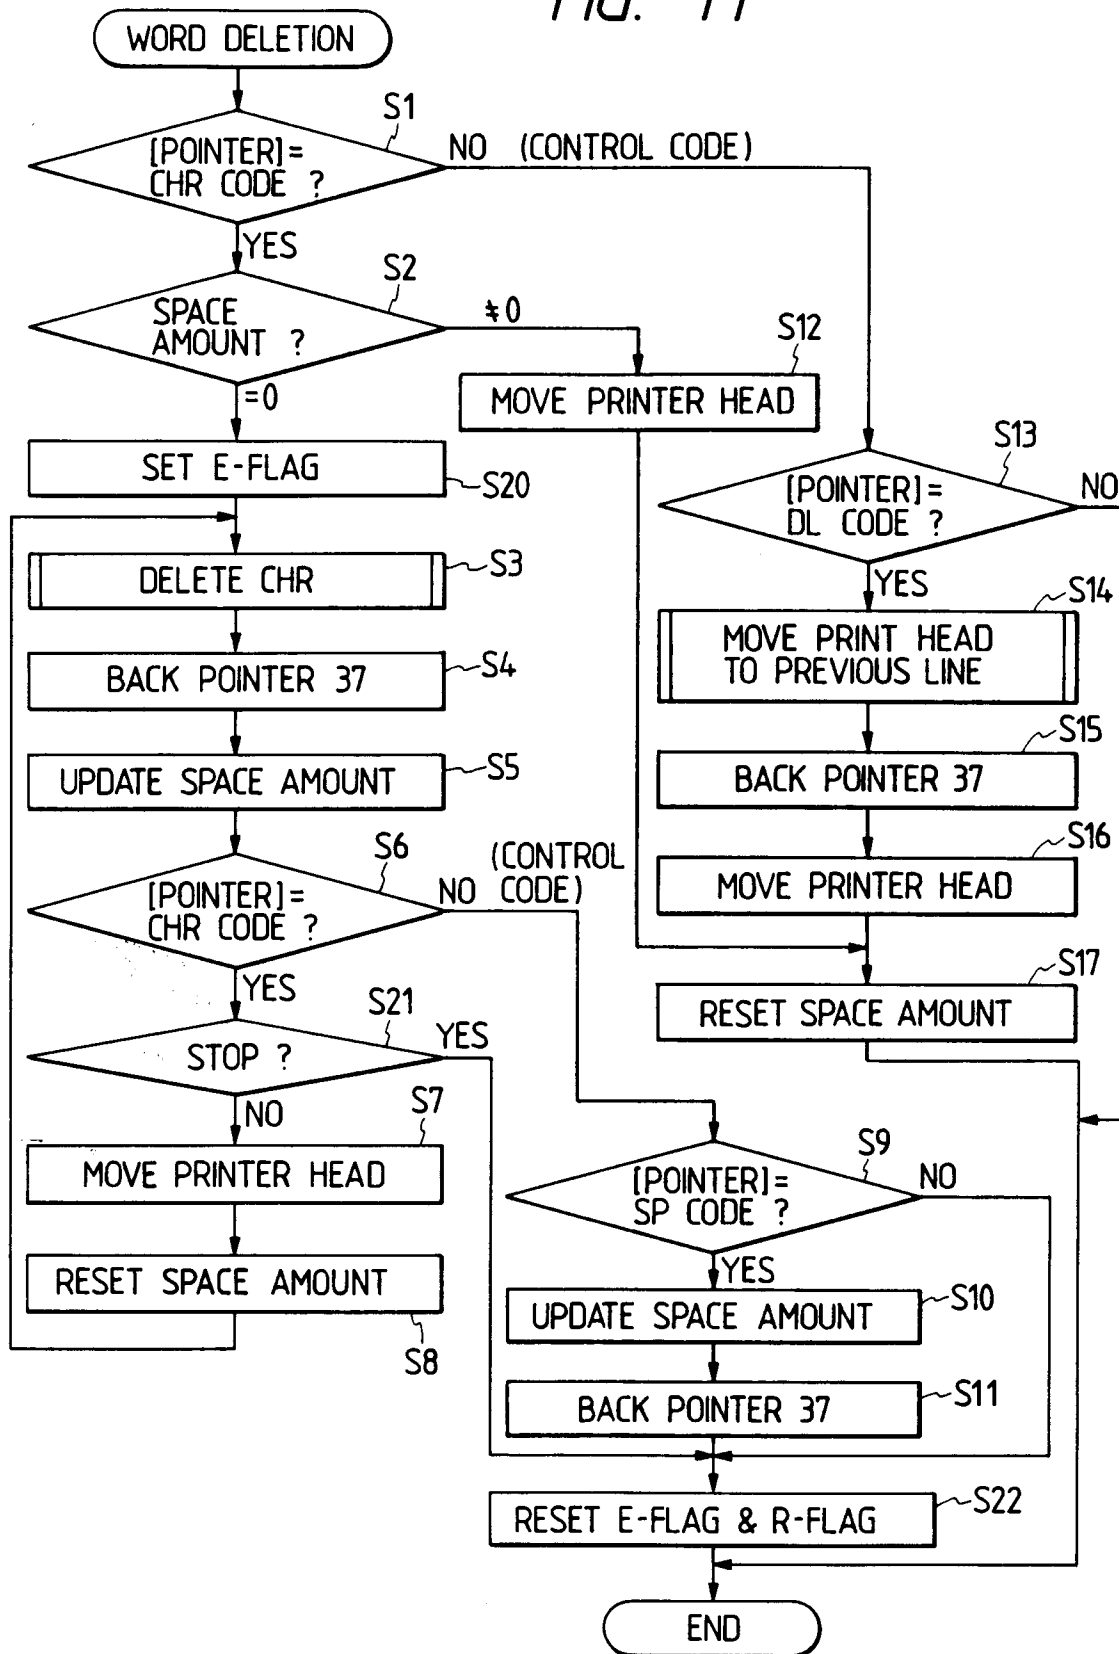 FIG. 11
WORD DELETION
S1
[POINTER]=
CHR CODE ?
NO (CONTROL CODE)
YES
S2
SPACE
AMOUNT ?
≠0
=0
S12
MOVE PRINTER HEAD
SET E-FLAG
S20
S13
[POINTER]=
DL CODE ?
NO
YES
DELETE CHR
S3
S14
MOVE PRINT HEAD
TO PREVIOUS LINE
BACK POINTER 37
S4
S15
BACK POINTER 37
UPDATE SPACE AMOUNT
S5
S16
MOVE PRINTER HEAD
S6
[POINTER]=
CHR CODE ?
NO (CONTROL
CODE)
YES
S17
RESET SPACE AMOUNT
S21
STOP ?
YES
NO
S7
MOVE PRINTER HEAD
S9
[POINTER]=
SP CODE ?
NO
YES
RESET SPACE AMOUNT
S8
UPDATE SPACE AMOUNT
S10
BACK POINTER 37
S11
RESET E-FLAG & R-FLAG
S22
END